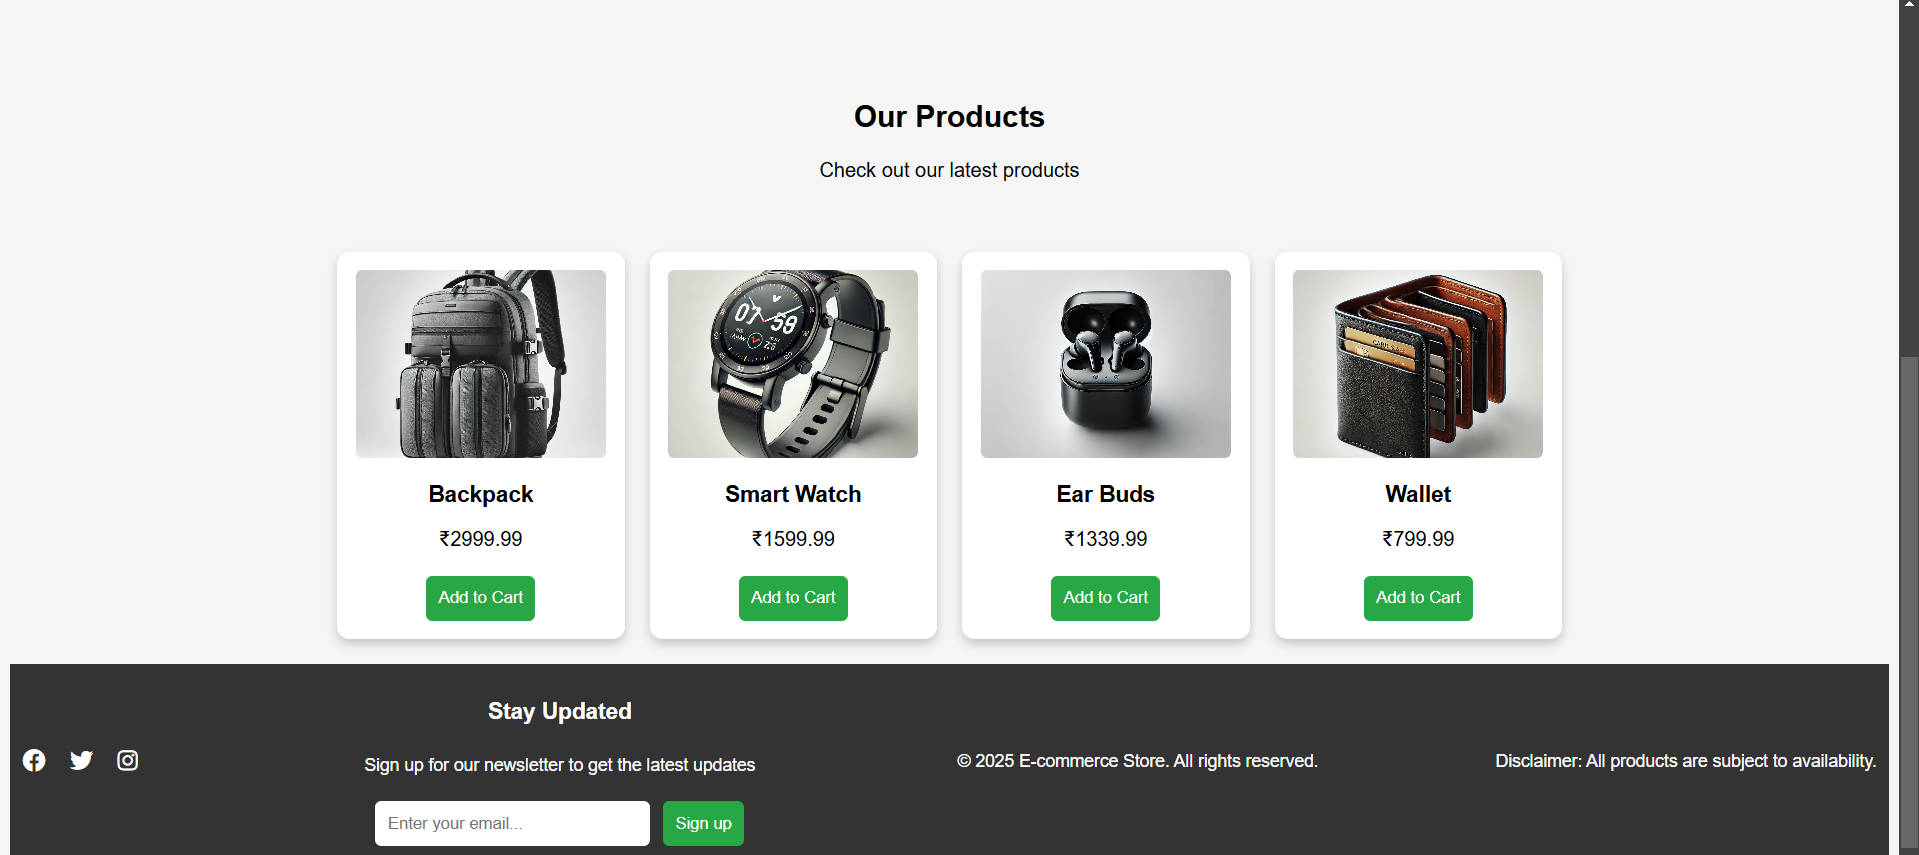 Our Products
Check out our latest products
07 59
Backpack
Smart Watch
Ear Buds
Wallet
₹2999.99
₹1599.99
₹1339.99
₹799.99
Add to Cart
Add to Cart
Add to Cart
Add to Cart
Stay Updated
Sign up for our newsletter to get the latest updates
Enter your email...
Sign up
© 2025 E-commerce Store. All rights reserved.
Disclaimer: All products are subject to availability.